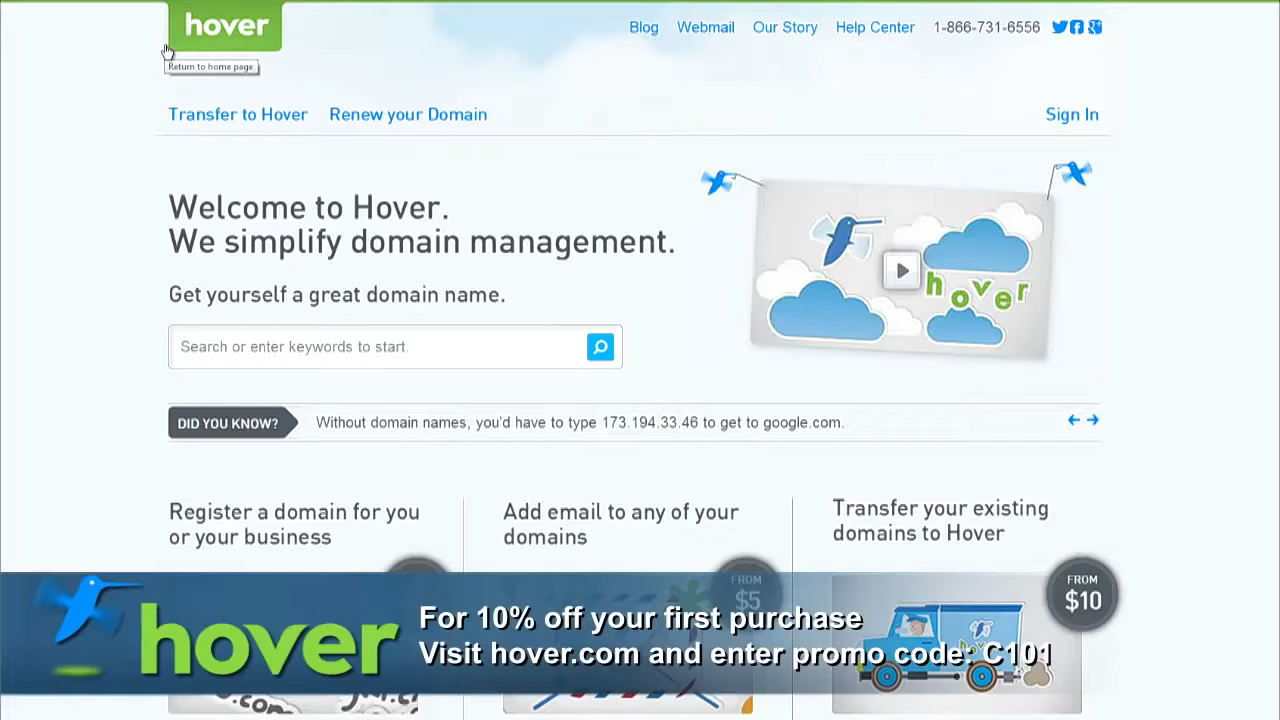 hover
Blog Webmail Our Story Help Center 1-866-731-6556
Return to home page
Transfer to Hover Renew your Domain Sign In
Welcome to Hover.
We simplify domain management.
hover
Get yourself a great domain name.
Search or enter keywords to start.
DID YOU KNOW? Without domain names, you'd have to type 173.194.33.46 to get to google.com.
Register a domain for you
or your business
Add email to any of your
domains
Transfer your existing
domains to Hover
FROM
$5
FROM
$10
hover
For 10% off your first purchase
Visit hover.com and enter promo code: C101